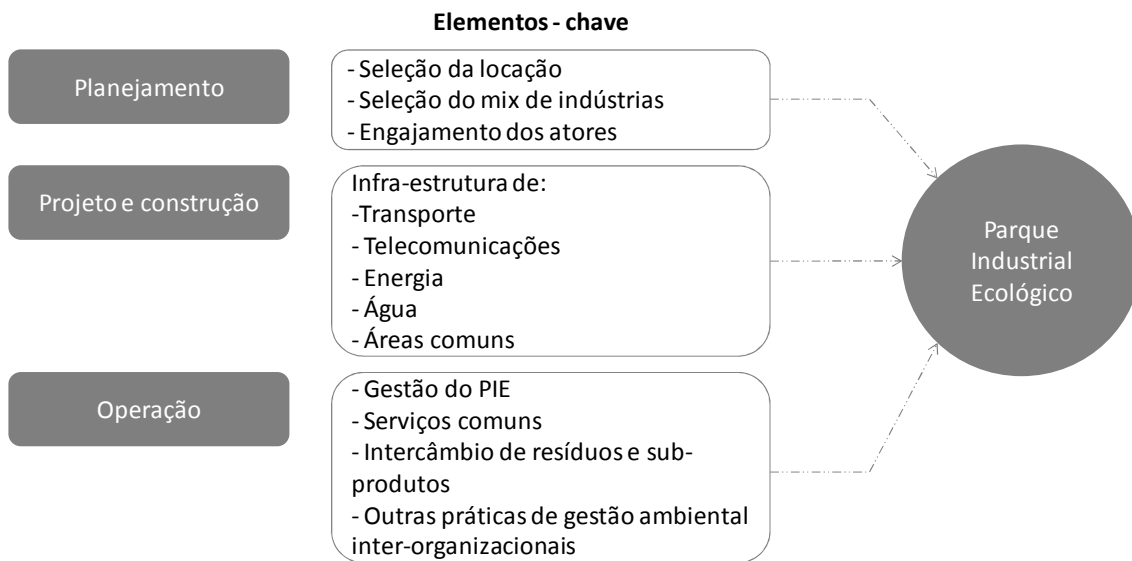 Elementos - chave
Planejamento
- Seleção da locação
- Seleção do mix de indústrias
- Engajamento dos atores
Projeto e construção
Infra-estrutura de:
-Transporte
- Telecomunicações
- Energia
- Água
- Áreas comuns
Parque
Industrial
Ecológico
Operação
- Gestão do PIE
- Serviços comuns
- Intercâmbio de resíduos e sub-
produtos
- Outras práticas de gestão ambiental
inter-organizacionais